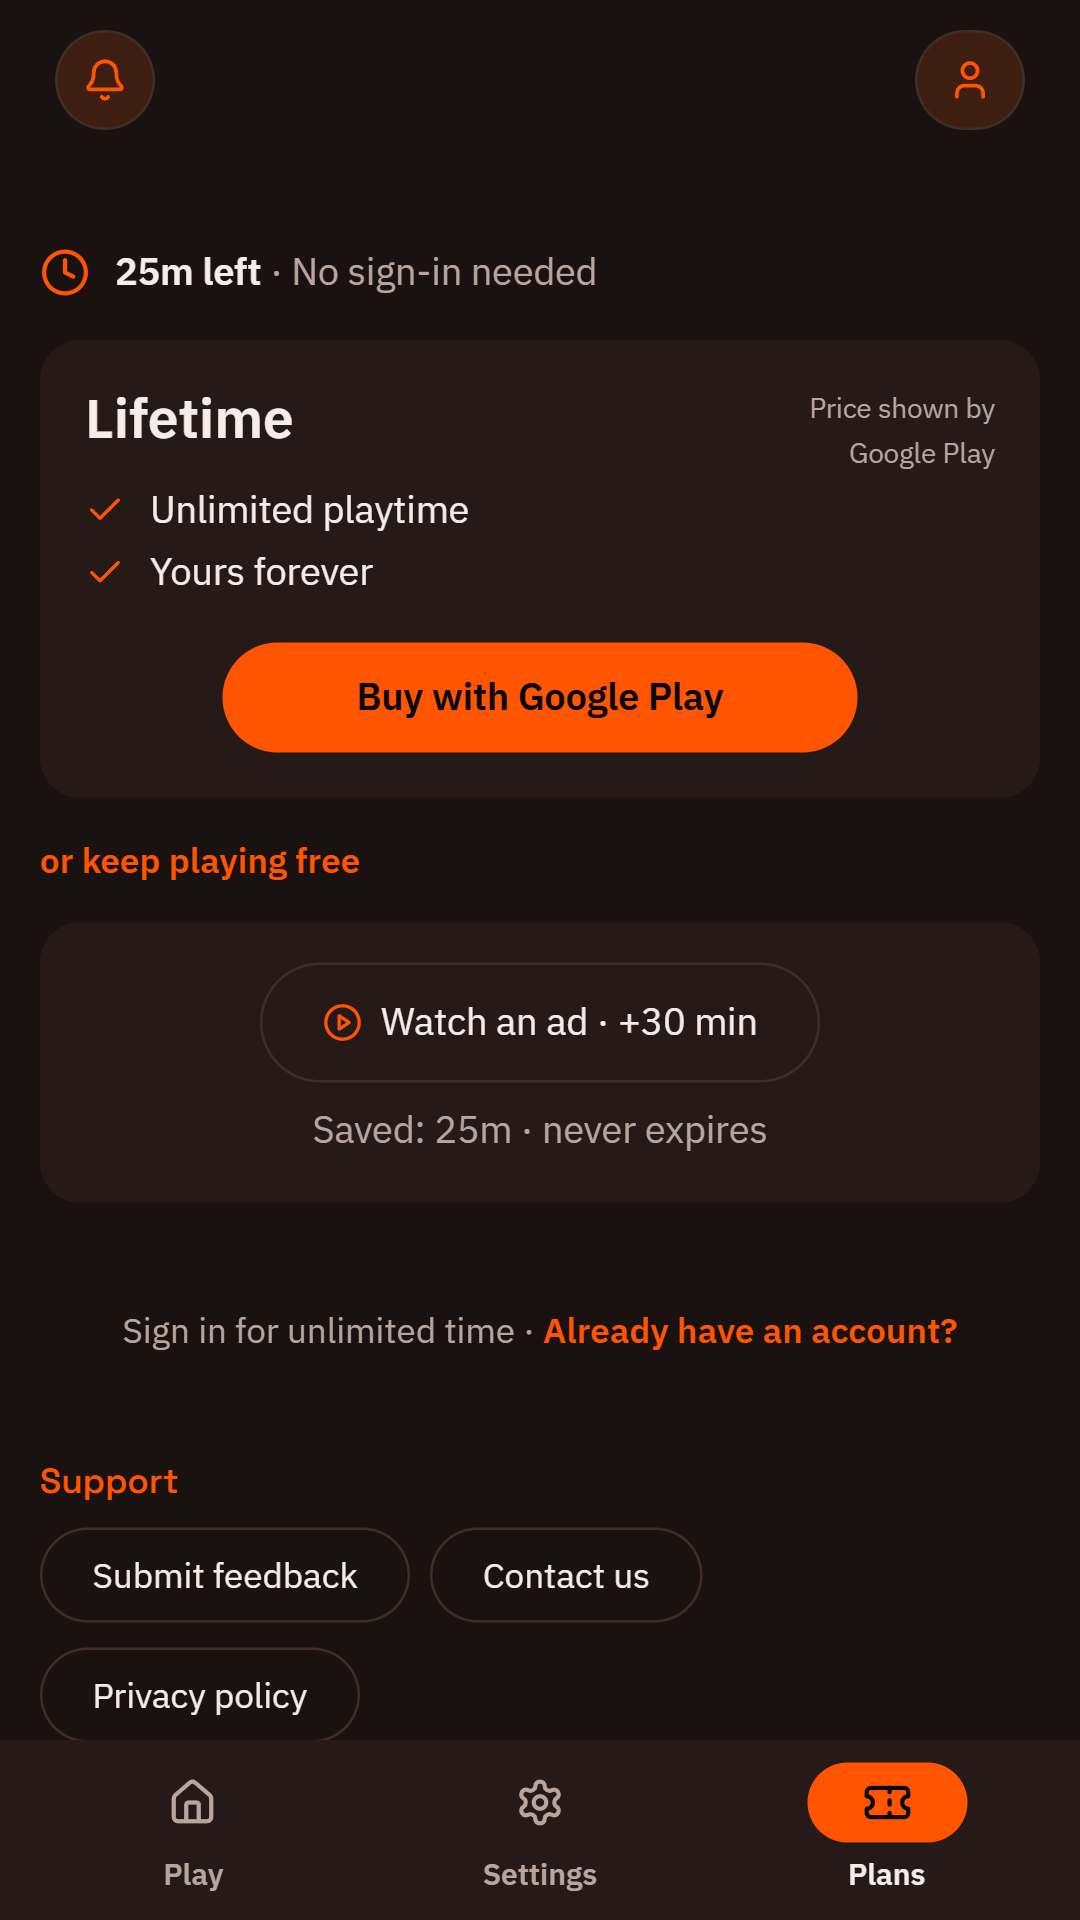 25m left · No sign-in needed
Lifetime
Price shown by
Google Play
Unlimited playtime
Yours forever
Buy with Google Play
or keep playing free
Watch an ad · +30 min
Saved: 25m · never expires
Sign in for unlimited time · Already have an account?
Support
Submit feedback
Contact us
Privacy policy
Play
Settings
Plans